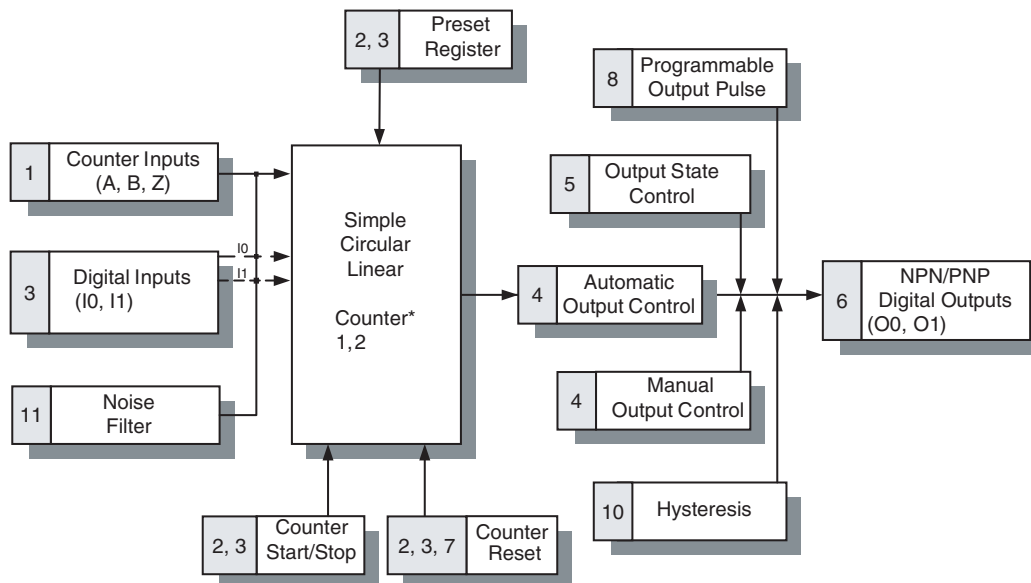 2, 3
Preset
Register
8
Programmable
Output Pulse
1
Counter Inputs
(A, B, Z)
5
Output State
Control
3
Digital Inputs
(I0, I1)
I0
I1
Simple
Circular
Linear
Counter*
1, 2
4
Automatic
Output Control
6
NPN/PNP
Digital Outputs
(O0, O1)
11
Noise
Filter
4
Manual
Output Control
2, 3
Counter
Start/Stop
2, 3, 7
Counter
Reset
10
Hysteresis